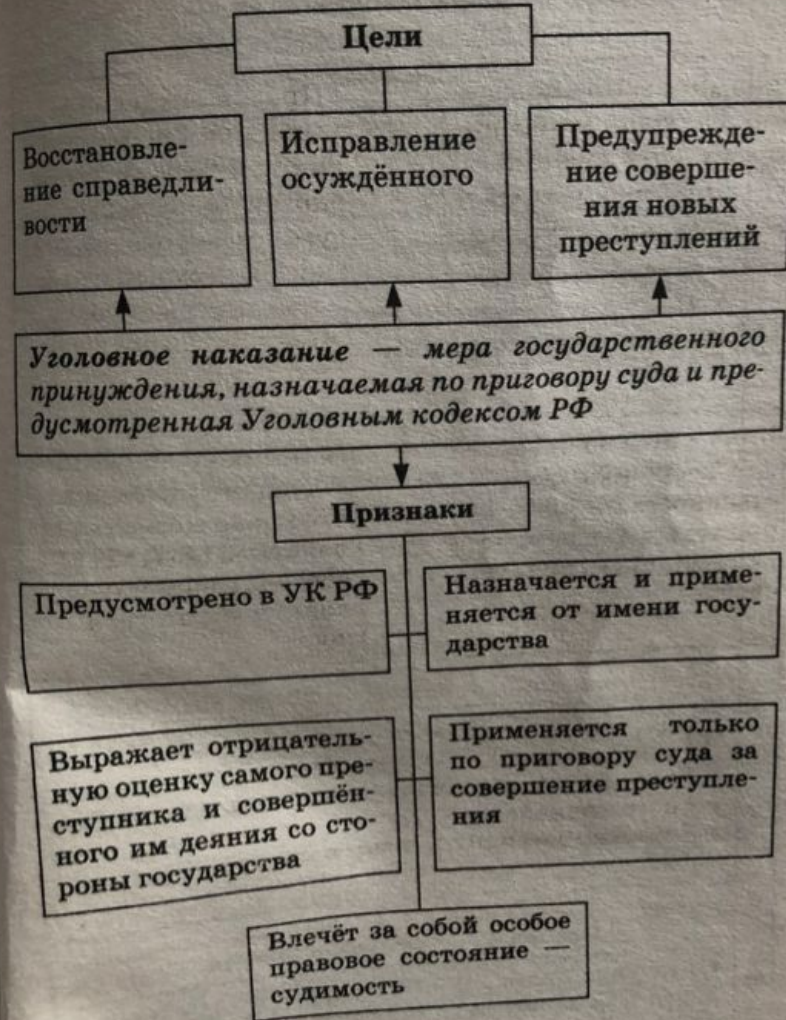 Цели
Восстановле-
ние справедли-
вости
Исправление
осуждённого
Предупрежде-
ние соверше-
ния новых
преступлений
Уголовное наказание — мера государственного
принуждения, назначаемая по приговору суда и пре-
дусмотренная Уголовным кодексом РФ
Признаки
Предусмотрено в УК РФ
Назначается и приме-
няется от имени госу-
дарства
Выражает отрицатель-
ную оценку самого пре-
ступника и совершён-
ного им деяния со сто-
роны государства
Применяется только
по приговору суда за
совершение преступле-
ния
Влечёт за собой особое
правовое состояние —
судимость